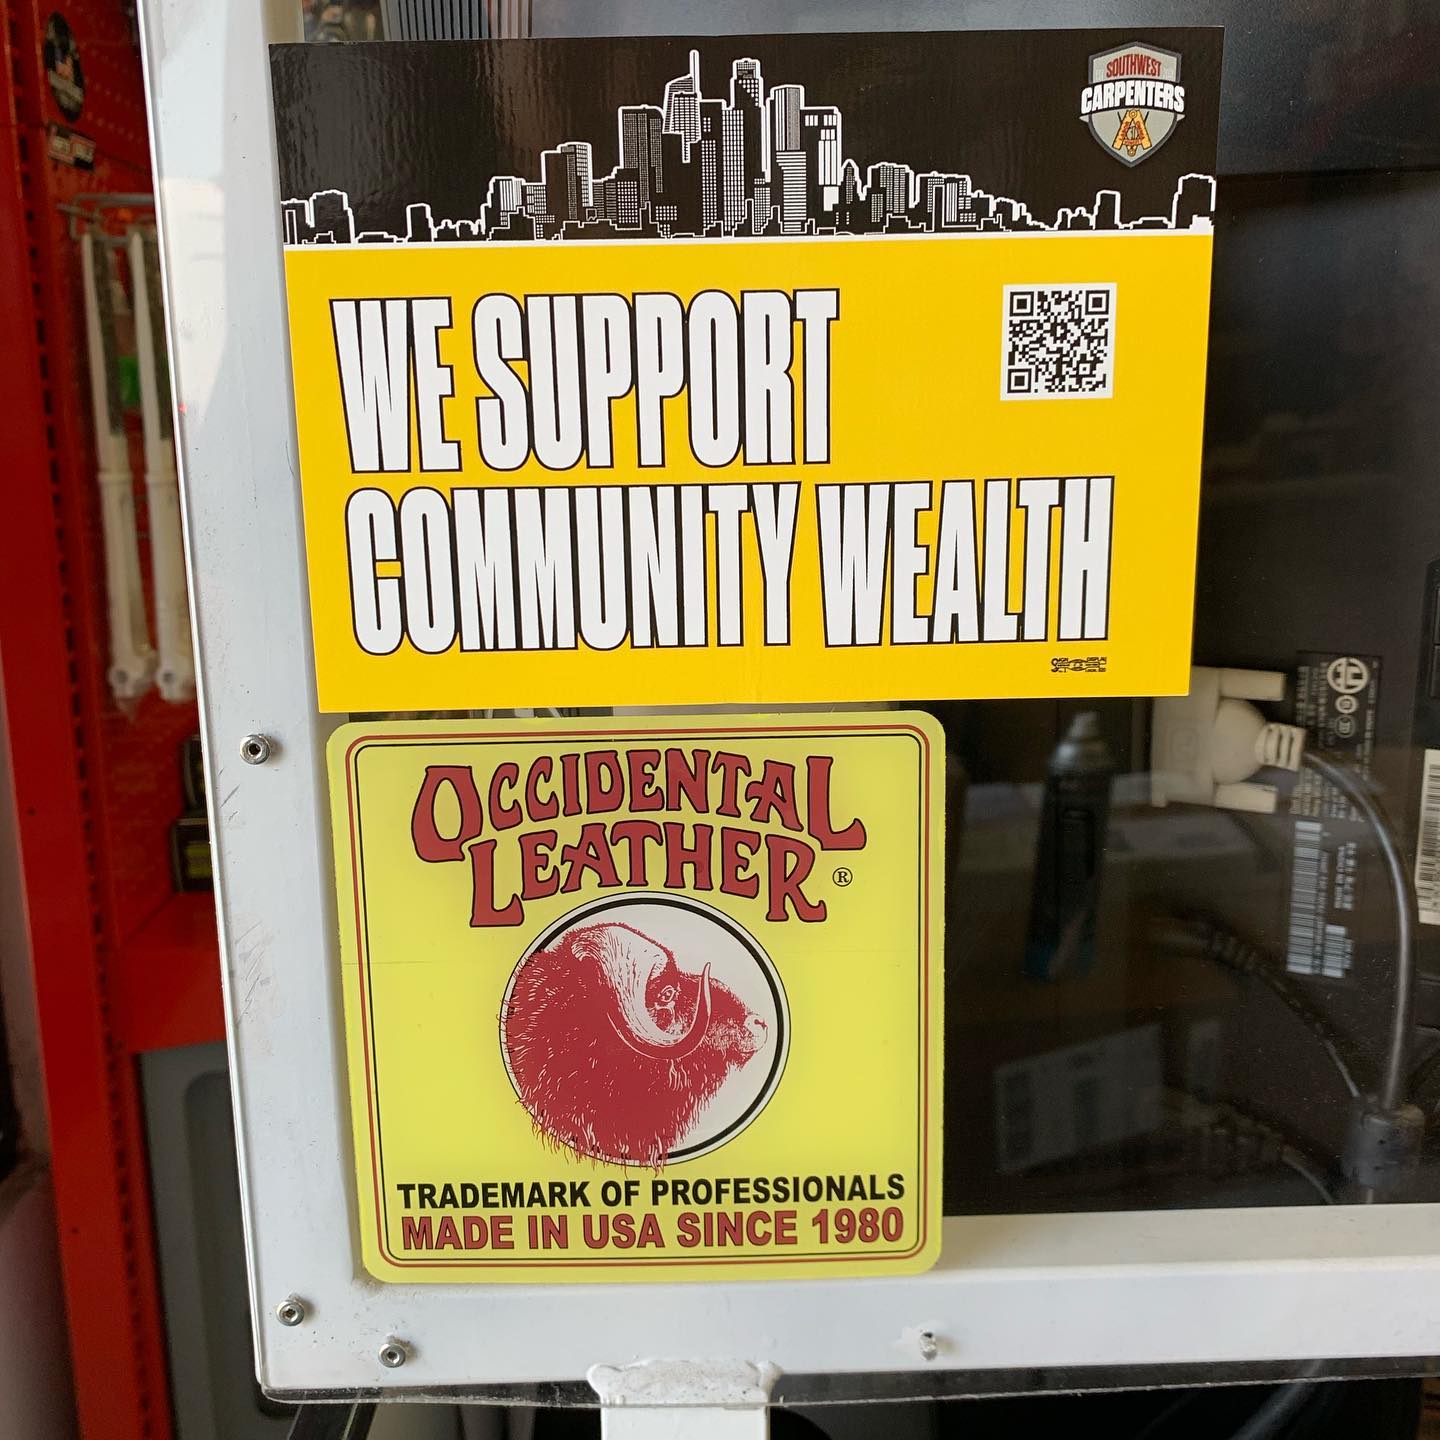 SOUTHWEST
CARPENTERS
WE SUPPORT
COMMUNITY WEALTH
OCCIDENTAL
LEATHER ®
TRADEMARK OF PROFESSIONALS
MADE IN USA SINCE 1980